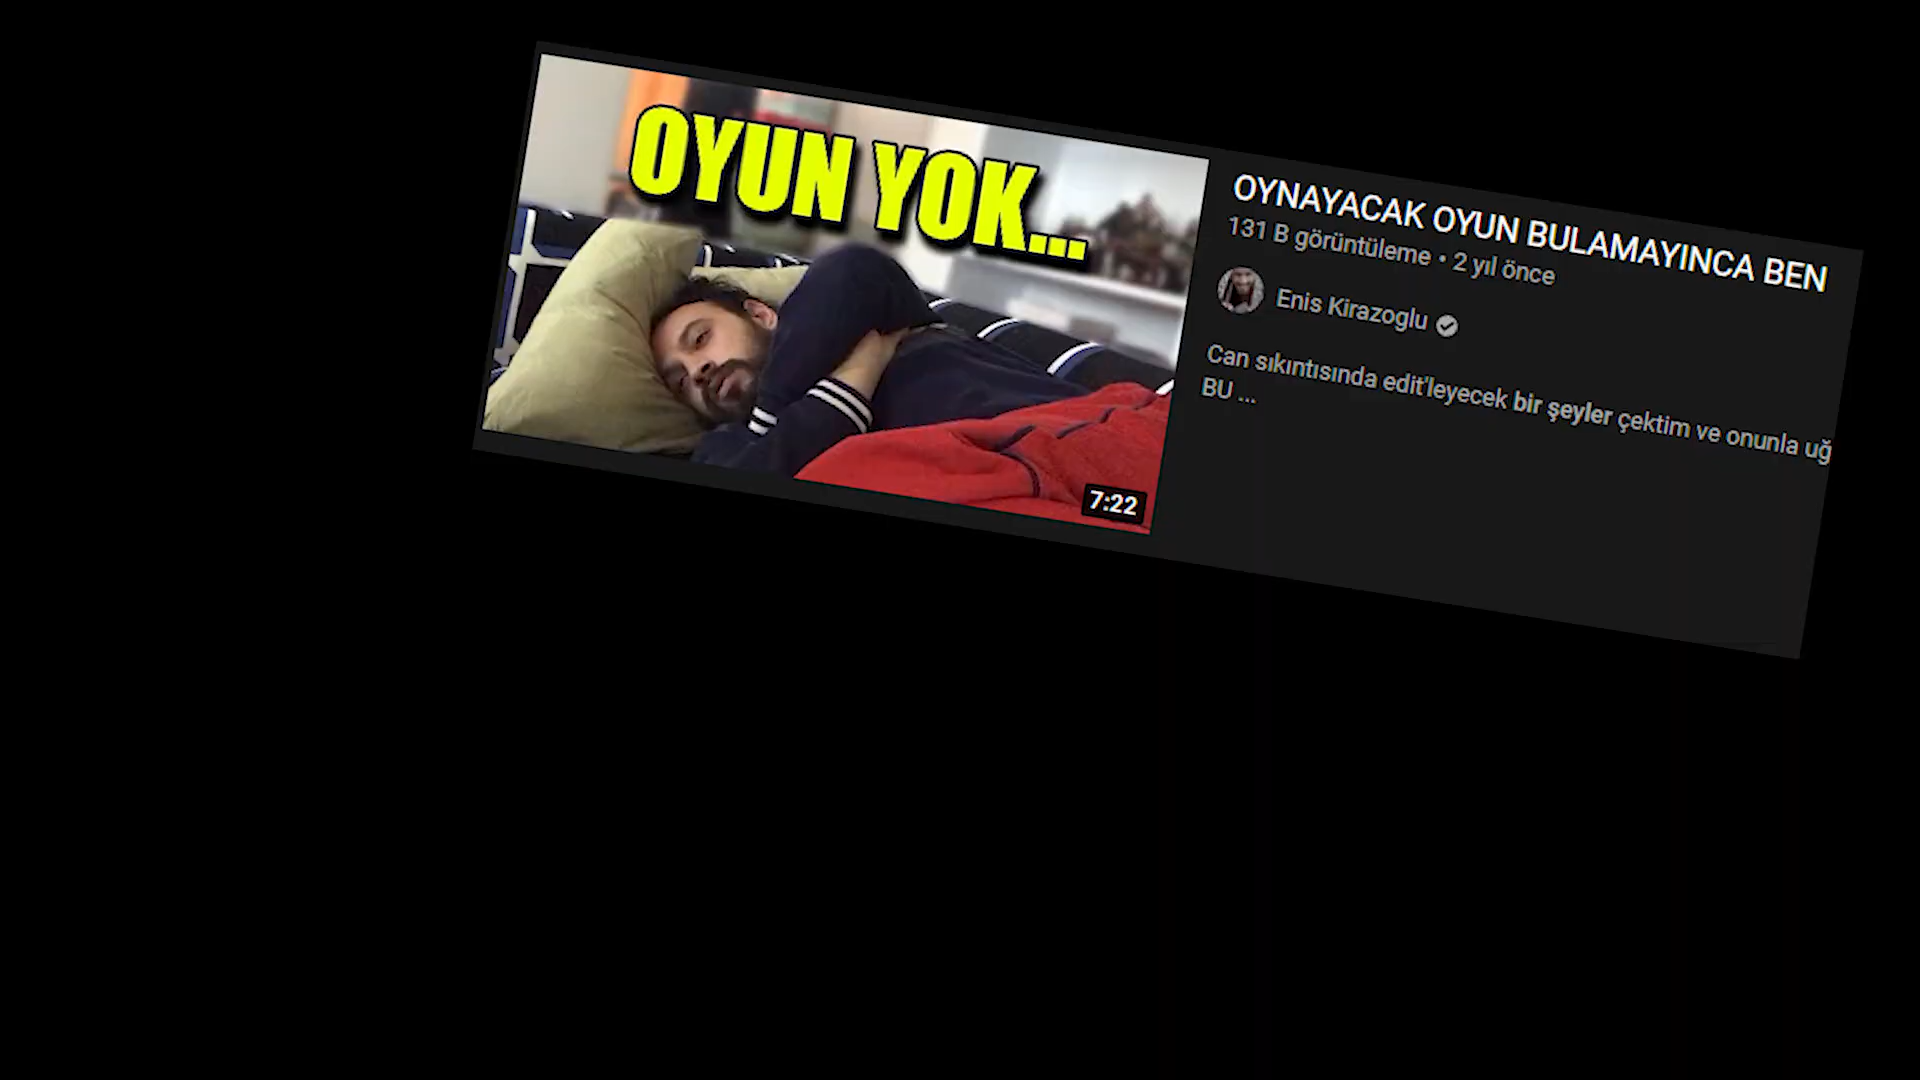 OYUN YOK...
7:22
OYNAYACAK OYUN BULAMAYINCA BEN
131 B görüntüleme • 2 yıl önce
Enis Kirazoglu
Can sıkıntısında edit'leyecek bir şeyler çektim ve onunla uğ
BU ...